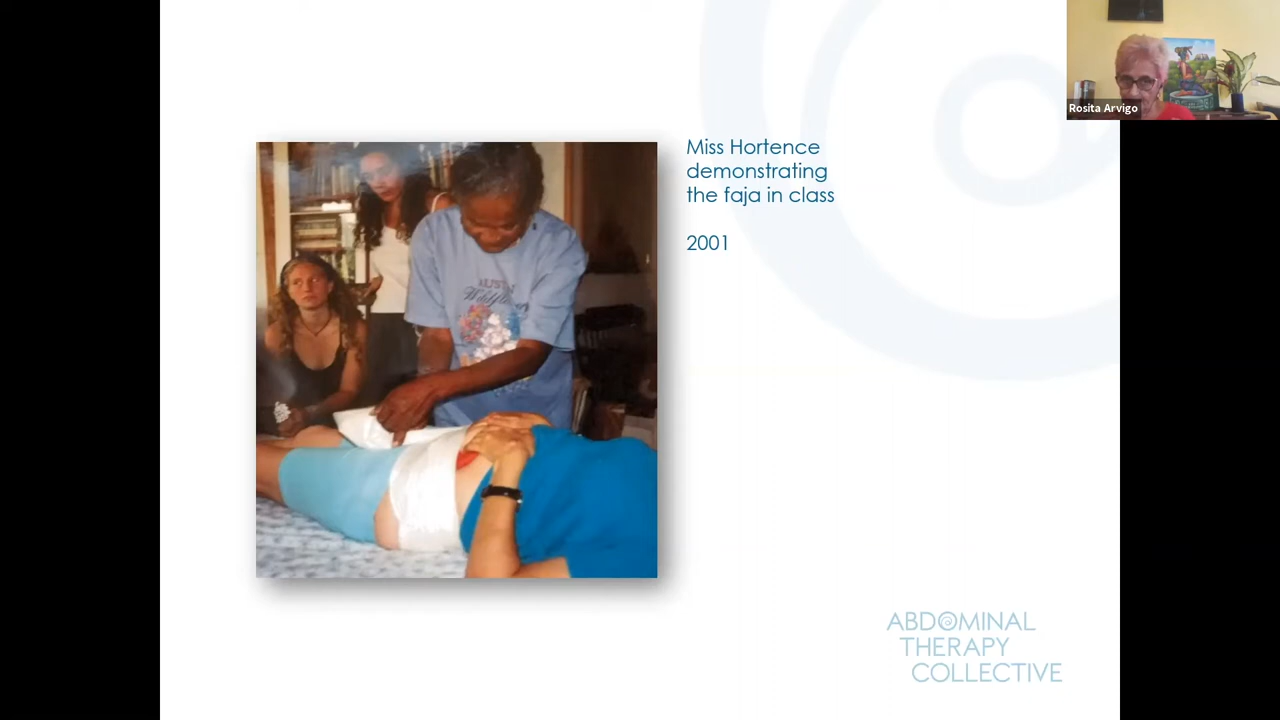 Rosita Arvigo
Miss Hortence
demonstrating
the faja in class
2001
ABDOMINAL
THERAPY
COLLECTIVE